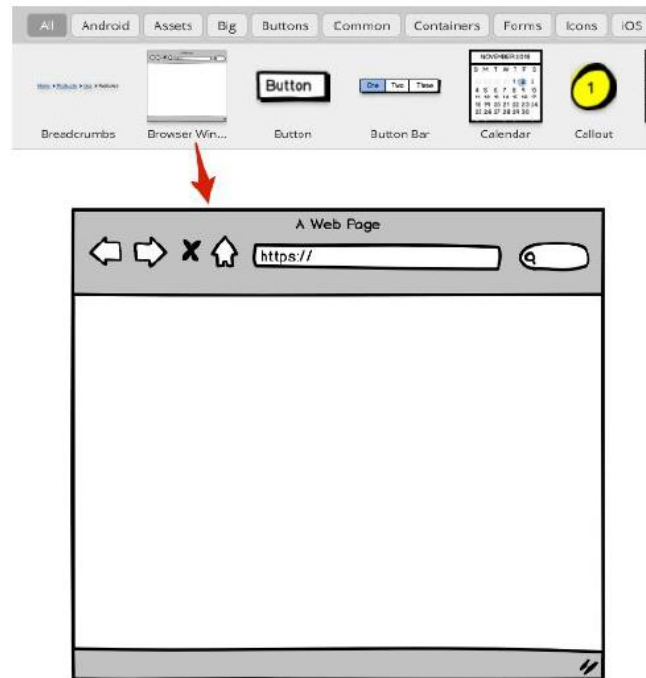 All Android Assets Big Buttons Common Containers Forms Icons iOS
Button
One Two Three
NOVEMBER 2016
S M T W T F S
1
Breadcrumbs Browser Win... Button Button Bar Calendar Callout
A Web Page
https://